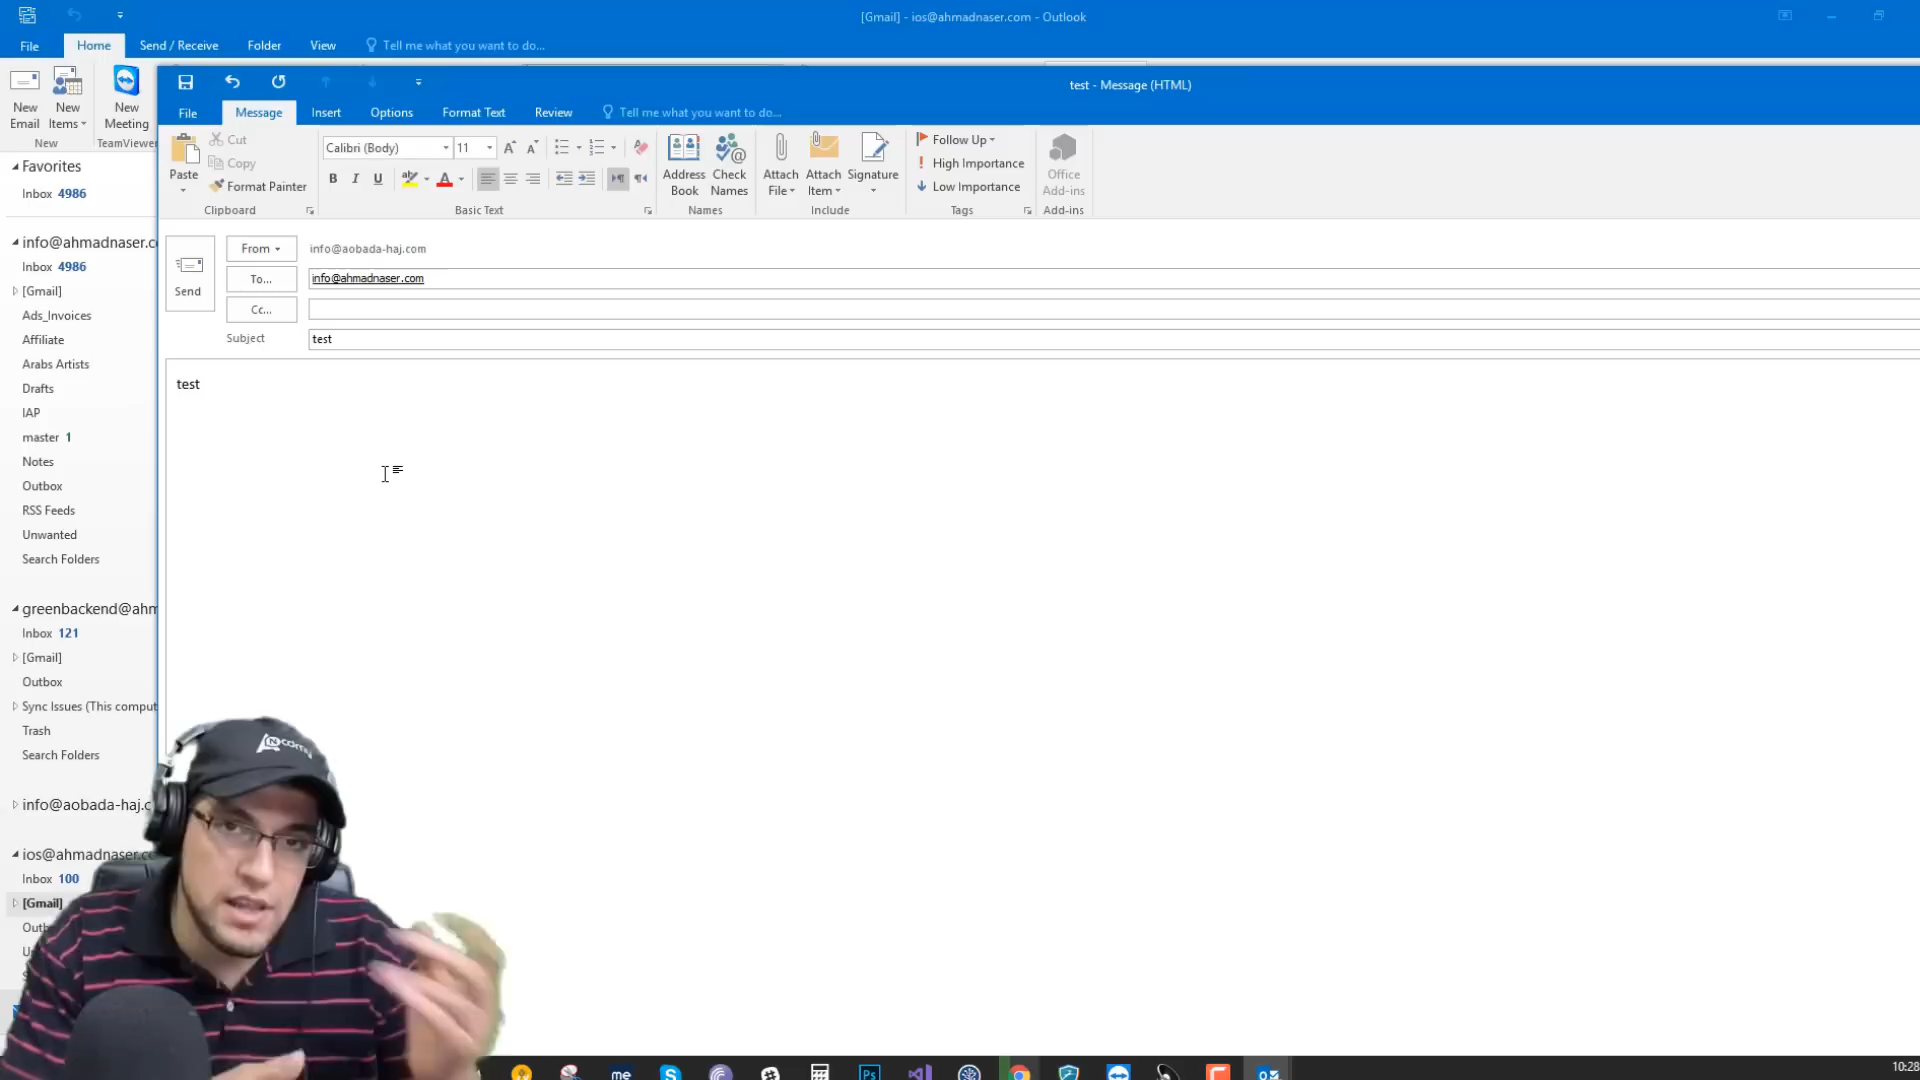 [Gmail] - ios@ahmadnaser.com - Outlook
File Home Send / Receive Folder View Tell me what you want to do...
test - Message (HTML)
File Message Insert Options Format Text Review Tell me what you want to do...
New Email
New Items
New Meeting
New
TeamViewer
Paste
Cut
Copy
Format Painter
Clipboard
Calibri (Body) 11
B I U
Basic Text
Address Book
Check Names
Names
Attach File
Attach Item
Signature
Include
Follow Up
High Importance
Low Importance
Tags
Office Add-ins
Add-ins
Favorites
Inbox 4986
info@ahmadnaser.c
Inbox 4986
[Gmail]
Ads_Invoices
Affiliate
Arabs Artists
Drafts
IAP
master 1
Notes
Outbox
RSS Feeds
Unwanted
Search Folders
greenbackend@ahm
Inbox 121
[Gmail]
Outbox
Sync Issues (This comput
Trash
Search Folders
info@aobada-haj.c
ios@ahmadnaser.c
Inbox 100
[Gmail]
Send
From info@aobada-haj.com
To... info@ahmadnaser.com
Cc...
Subject test
test
me
Ps
10:28